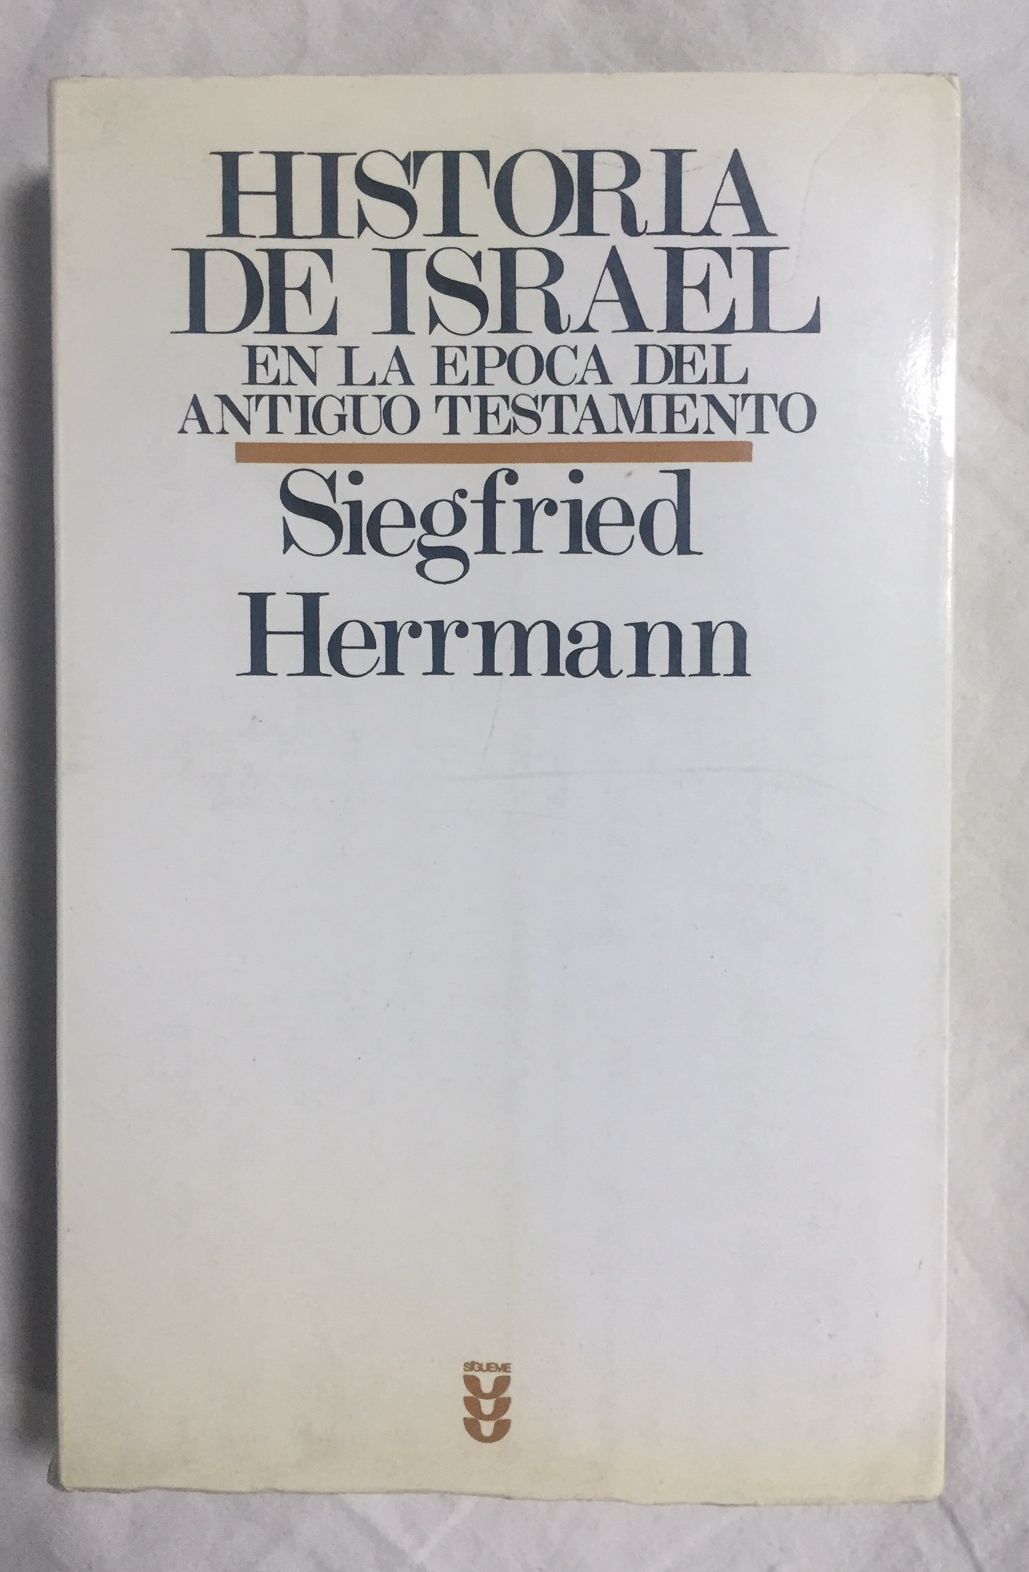 HISTORIA
DE ISRAEL
EN LA EPOCA DEL
ANTIGUO TESTAMENTO
Siegfried
Herrmann
SÍGUEME